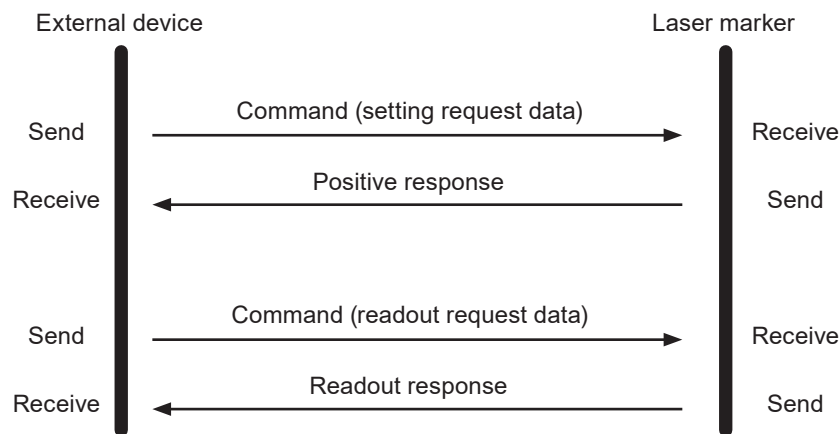 External device
Laser marker
Command (setting request data)
Send
Receive
Positive response
Receive
Send
Command (readout request data)
Send
Receive
Readout response
Receive
Send